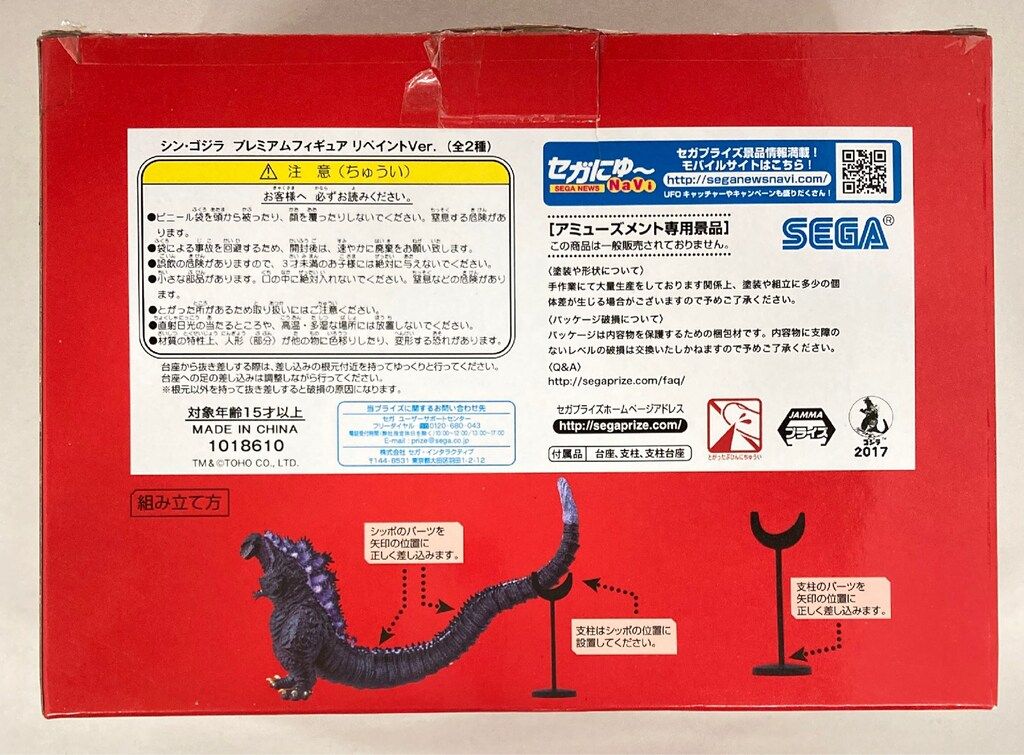 シン・ゴジラ プレミアムフィギュア リペイントVer. (全2種)
注 意 (ちゅうい)
お客様へ 必ずお読みください。
●ビニール袋を頭から被ったり、顔を覆ったりしないでください。窒息する危険があ
ります。
●袋による事故を回避するため、開封後は、速やかに廃棄をお願い致します。
●誤飲の危険がありますので、3才未満のお子様には絶対に与えないでください。
●小さな部品があります。口の中に絶対入れないでください。窒息などの危険があり
ます。
●とがった所があるため取り扱いにはご注意ください。
●直射日光の当たるところや、高温・多湿な場所には放置しないでください。
●材質の特性上、人形(部分)が他の物に色移りしたり、変形する恐れがあります。
台座から抜き差しする際は、差し込みの根元付近を持ってゆっくりと行ってください。
台座への足の差し込みは調整しながら行ってください。
※根元以外を持って抜き差しすると破損の原因になります。
対象年齢15才以上
MADE IN CHINA
1018610
TM&©TOHO CO., LTD.
当プライズに関するお問い合わせ先
セガ ユーザーサポートセンター
フリーダイヤル 0120-680-043
E-mail : prize@sega.co.jp
株式会社 セガ・インタラクティブ
〒144-8531 東京都大田区羽田1-2-12
セガにゅ〜
SEGA NEWS NaVi
セガプライズ景品情報満載!
モバイルサイトはこちら!
http://seganewsnavi.com/
UFOキャッチャーやキャンペーンも盛りだくさん!
[アミューズメント専用景品]
この商品は一般販売されておりません。
SEGA®
〈塗装や形状について〉
手作業にて大量生産をしております関係上、塗装や組立に多少の個
体差が生じる場合がございますので予めご了承ください。
〈パッケージ破損について〉
パッケージは内容物を保護するための梱包材です。内容物に支障の
ないレベルの破損は交換いたしかねますので予めご了承ください。
〈Q&A〉
http://segaprize.com/faq/
セガプライズホームページアドレス
http://segaprize.com/
付属品 台座、支柱、支柱台座
とがったぶひんにちゅうい
JAMMA
プライズ
ゴジラ
2017
組み立て方
シッポのパーツを
矢印の位置に
正しく差し込みます。
支柱はシッポの位置に
設置してください。
支柱のパーツを
矢印の位置に
正しく差し込みます。